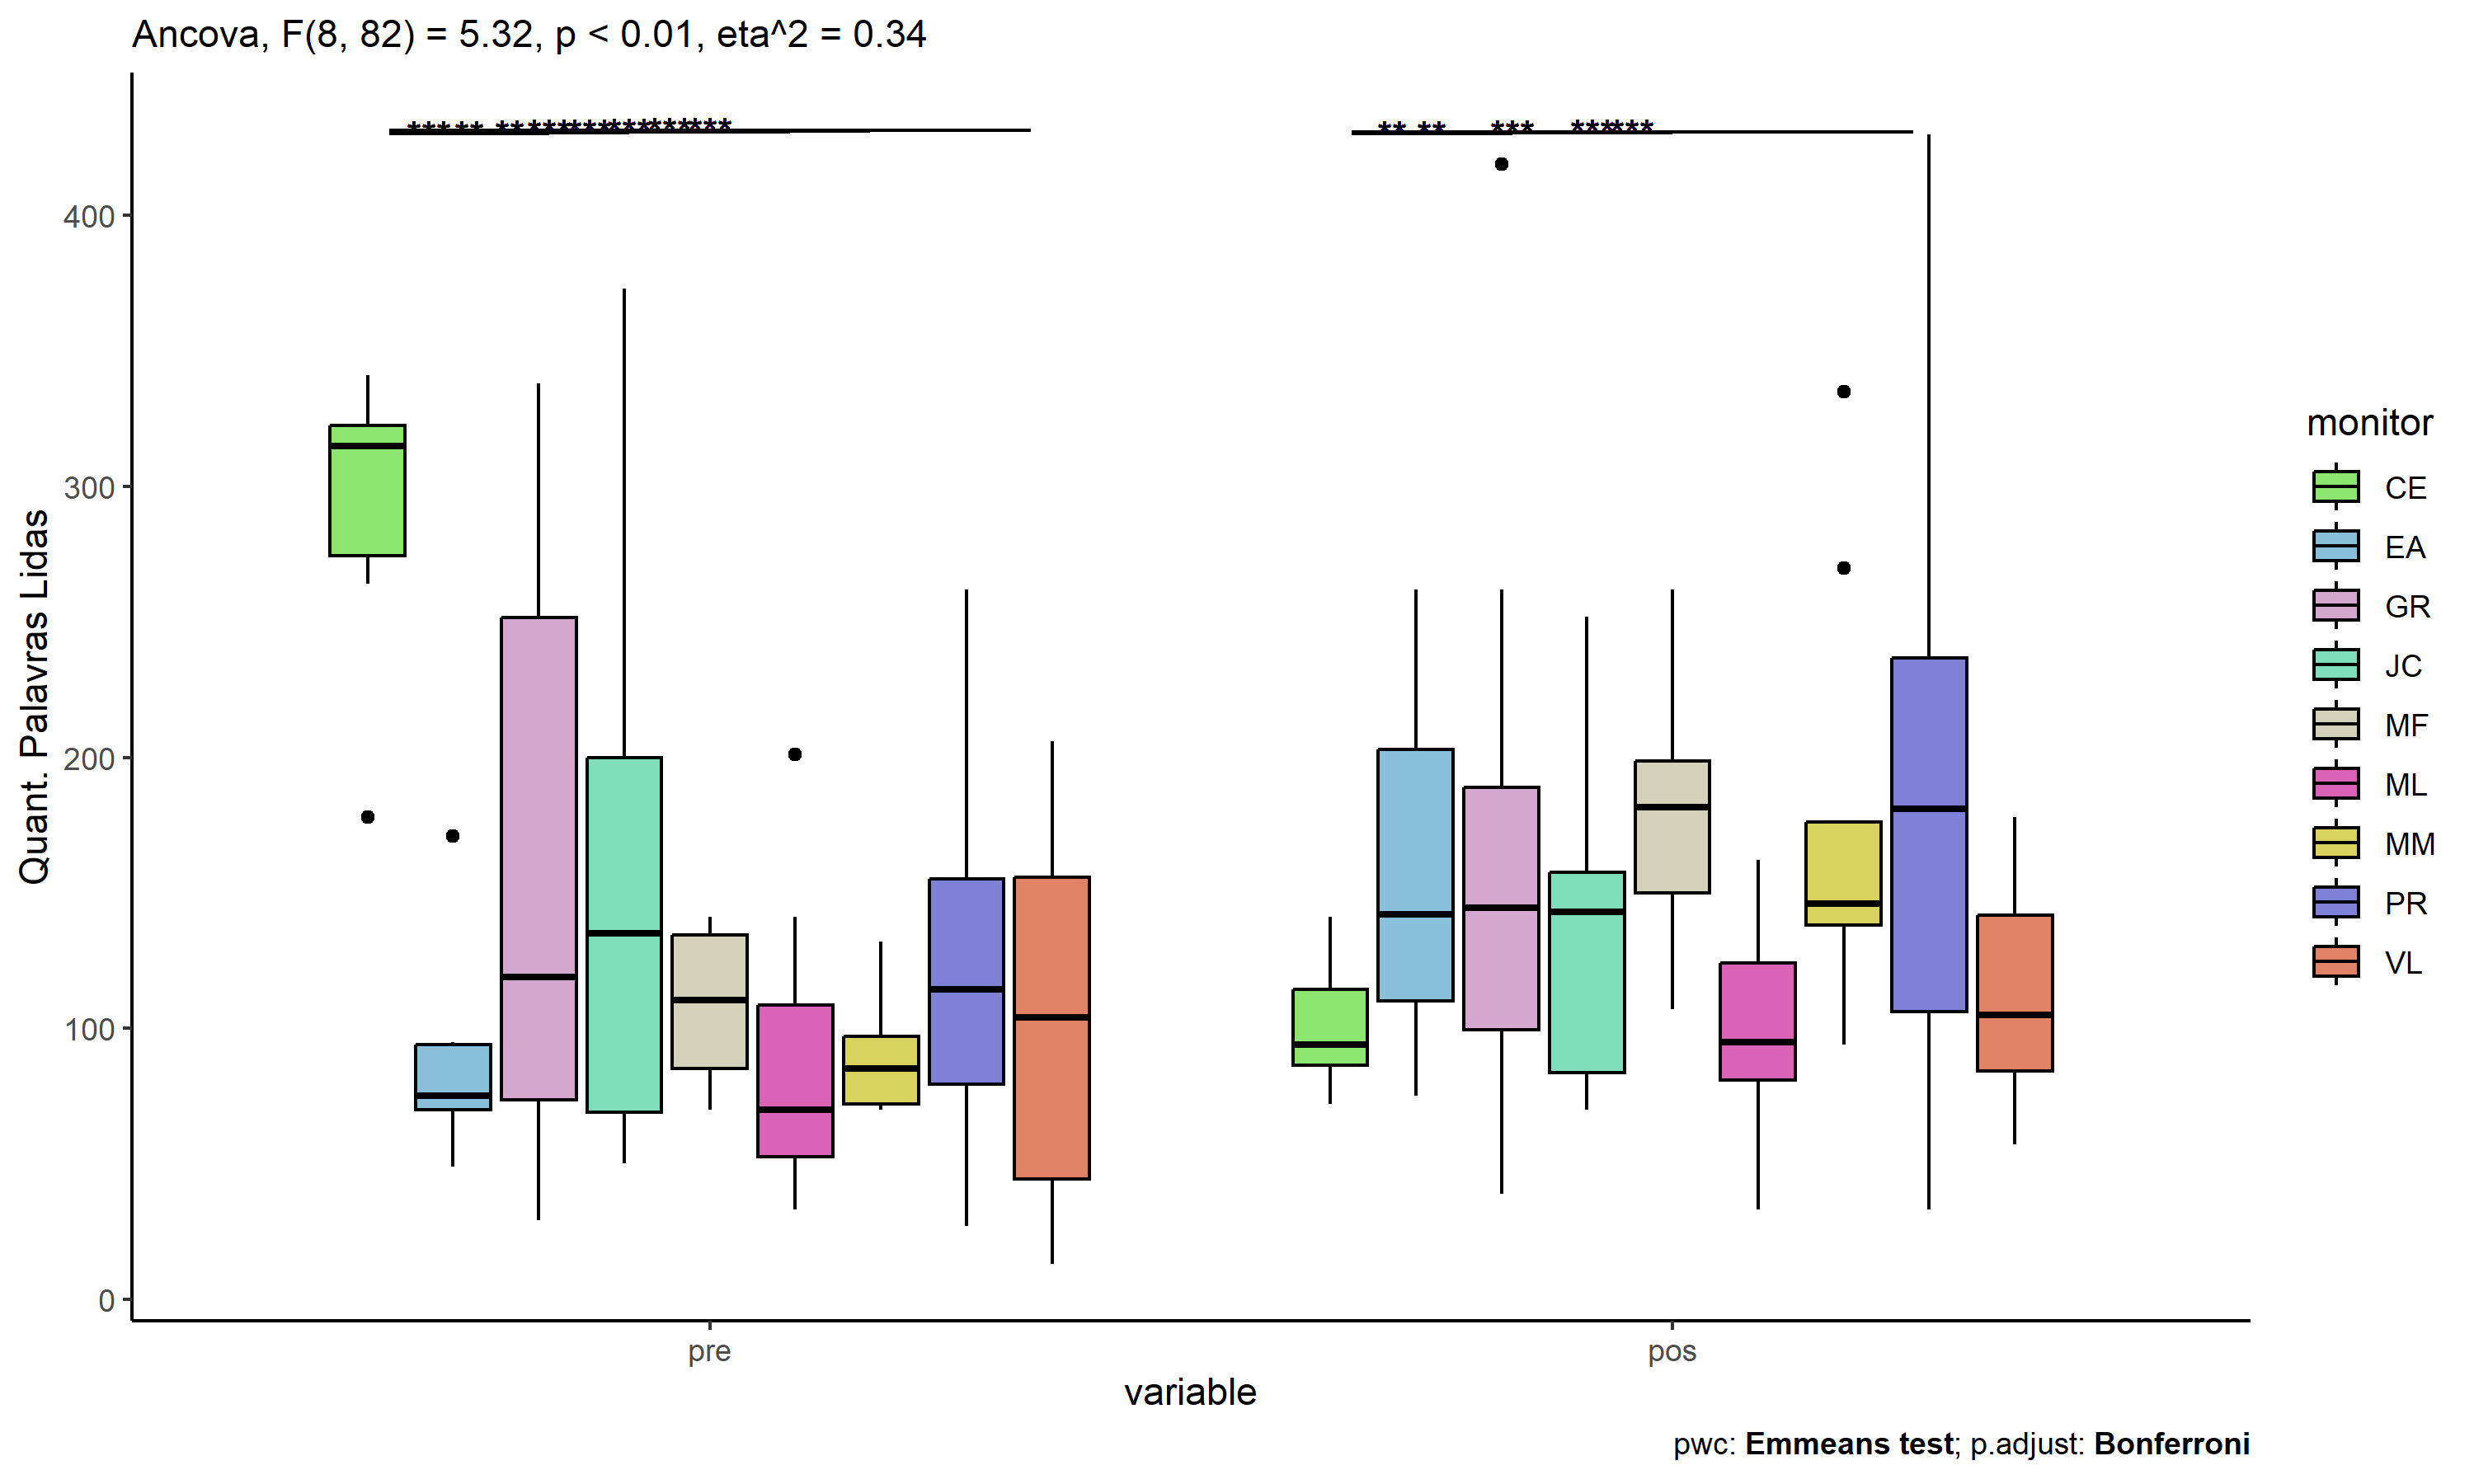 Ancova, F(8, 82) = 5.32, p < 0.01, eta^2 = 0.34
Quant. Palavras Lidas
400
300
200
100
0
pre
pos
variable
monitor
CE
EA
GR
JC
MF
ML
MM
PR
VL
pwc: Emmeans test; p.adjust: Bonferroni